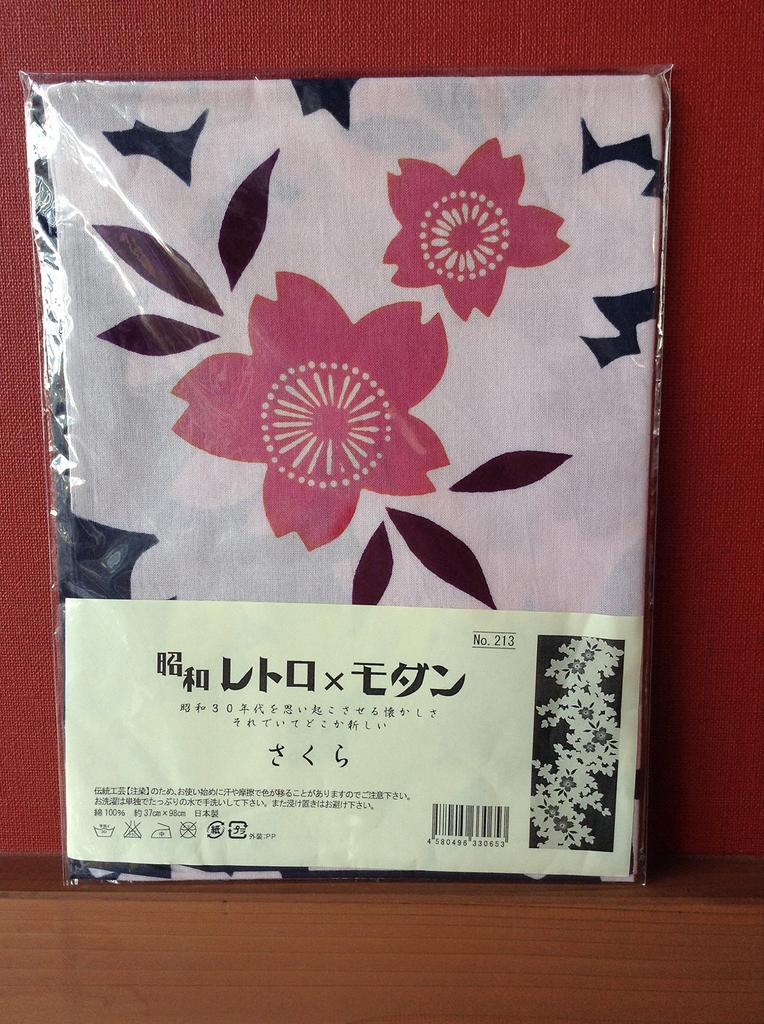 No. 213
昭和レトロ×モダン
昭和30年代を思い起こさせる懐かしさ
それでいてどこか新しい
さくら
伝統工芸【注染】のため、お使い始めに汗や摩擦で色が移ることがありますのでご注意下さい。
お洗濯は単独でたっぷりの水で手洗いして下さい。また浸け置きはお避け下さい。
綿100% 約37cm×98cm 日本製
中 紙 プラ 外装:PP
4 580496 330653